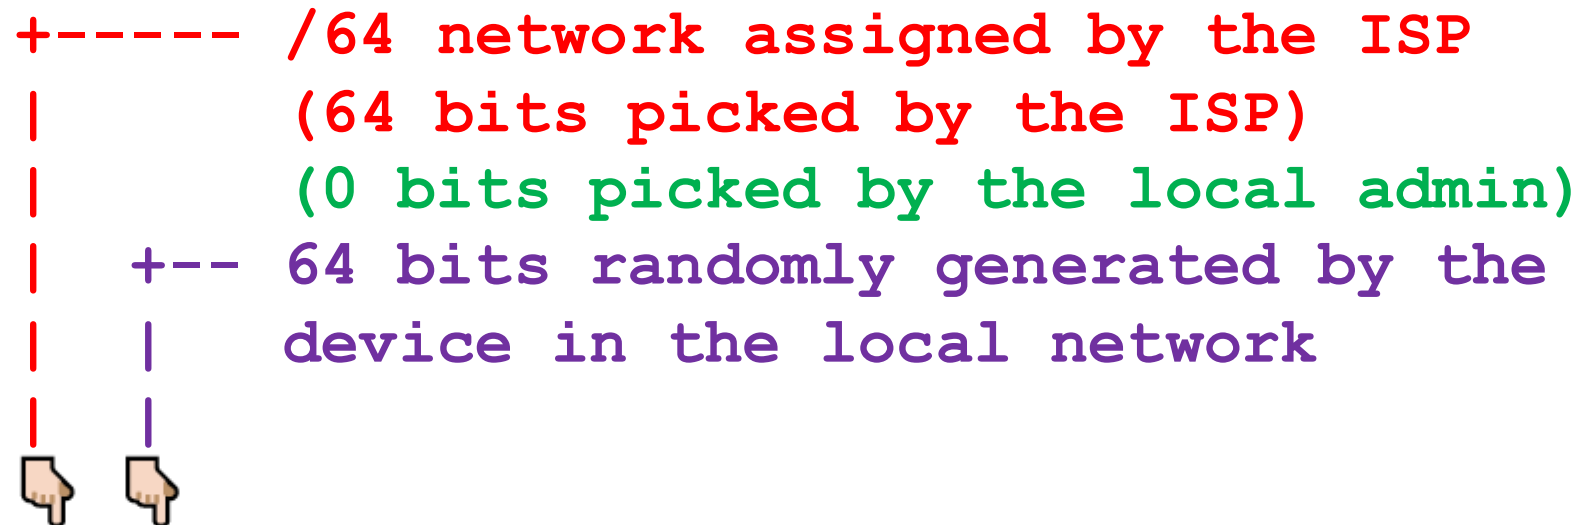 +----- /64 network assigned by the ISP
| (64 bits picked by the ISP)
| (0 bits picked by the local admin)
| +-- 64 bits randomly generated by the
| | device in the local network
| |
👇 👇